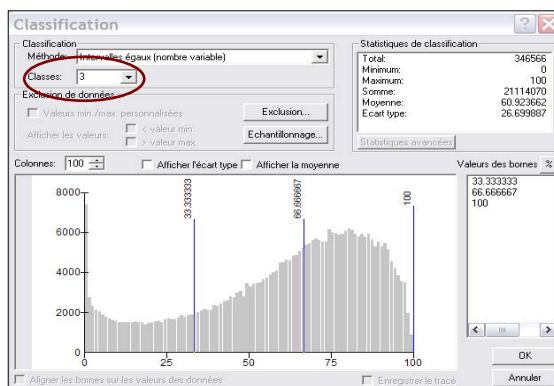 Classification
Classification
Méthode: Intervalles égaux (nombre variable)
Classes: 3
Exclusion de données
Valeurs min./max. personnalisées
Exclusion...
Afficher les valeurs:
< valeur min.
> valeur max.
Echantillonnage...
Statistiques de classification
Total: 346566
Minimum: 0
Maximum: 100
Somme: 21114070
Moyenne: 60.923662
Ecart type: 26.699887
Statistiques avancées
Colonnes: 100
Afficher l'écart type
Afficher la moyenne
Valeurs des bornes
%
33.333333
66.666667
100
8000
6000
4000
2000
0
0
25
50
75
100
33.333333
66.666667
100
OK
Annuler
Aligner les bornes sur les valeurs des données
Enregistrer le tracé